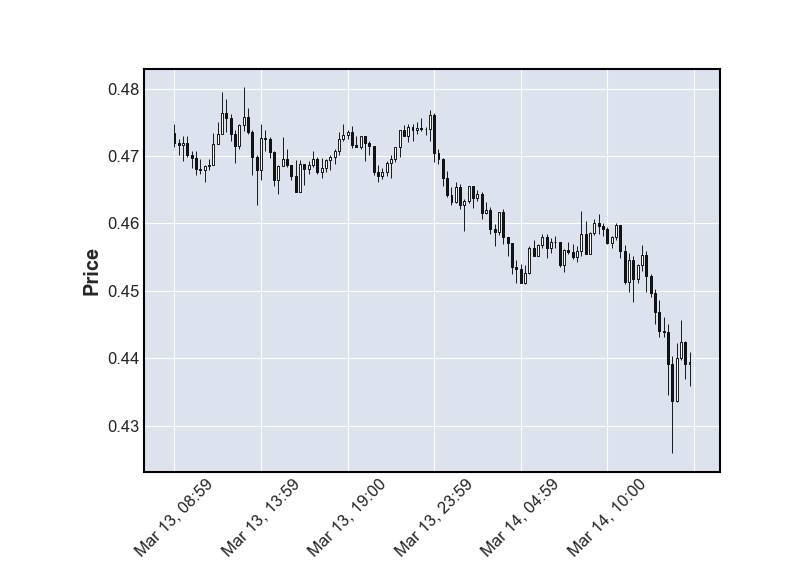 0.48
0.47
0.46
0.45
0.44
0.43
Price
Mar 13, 08:59
Mar 13, 13:59
Mar 13, 19:00
Mar 13, 23:59
Mar 14, 04:59
Mar 14, 10:00